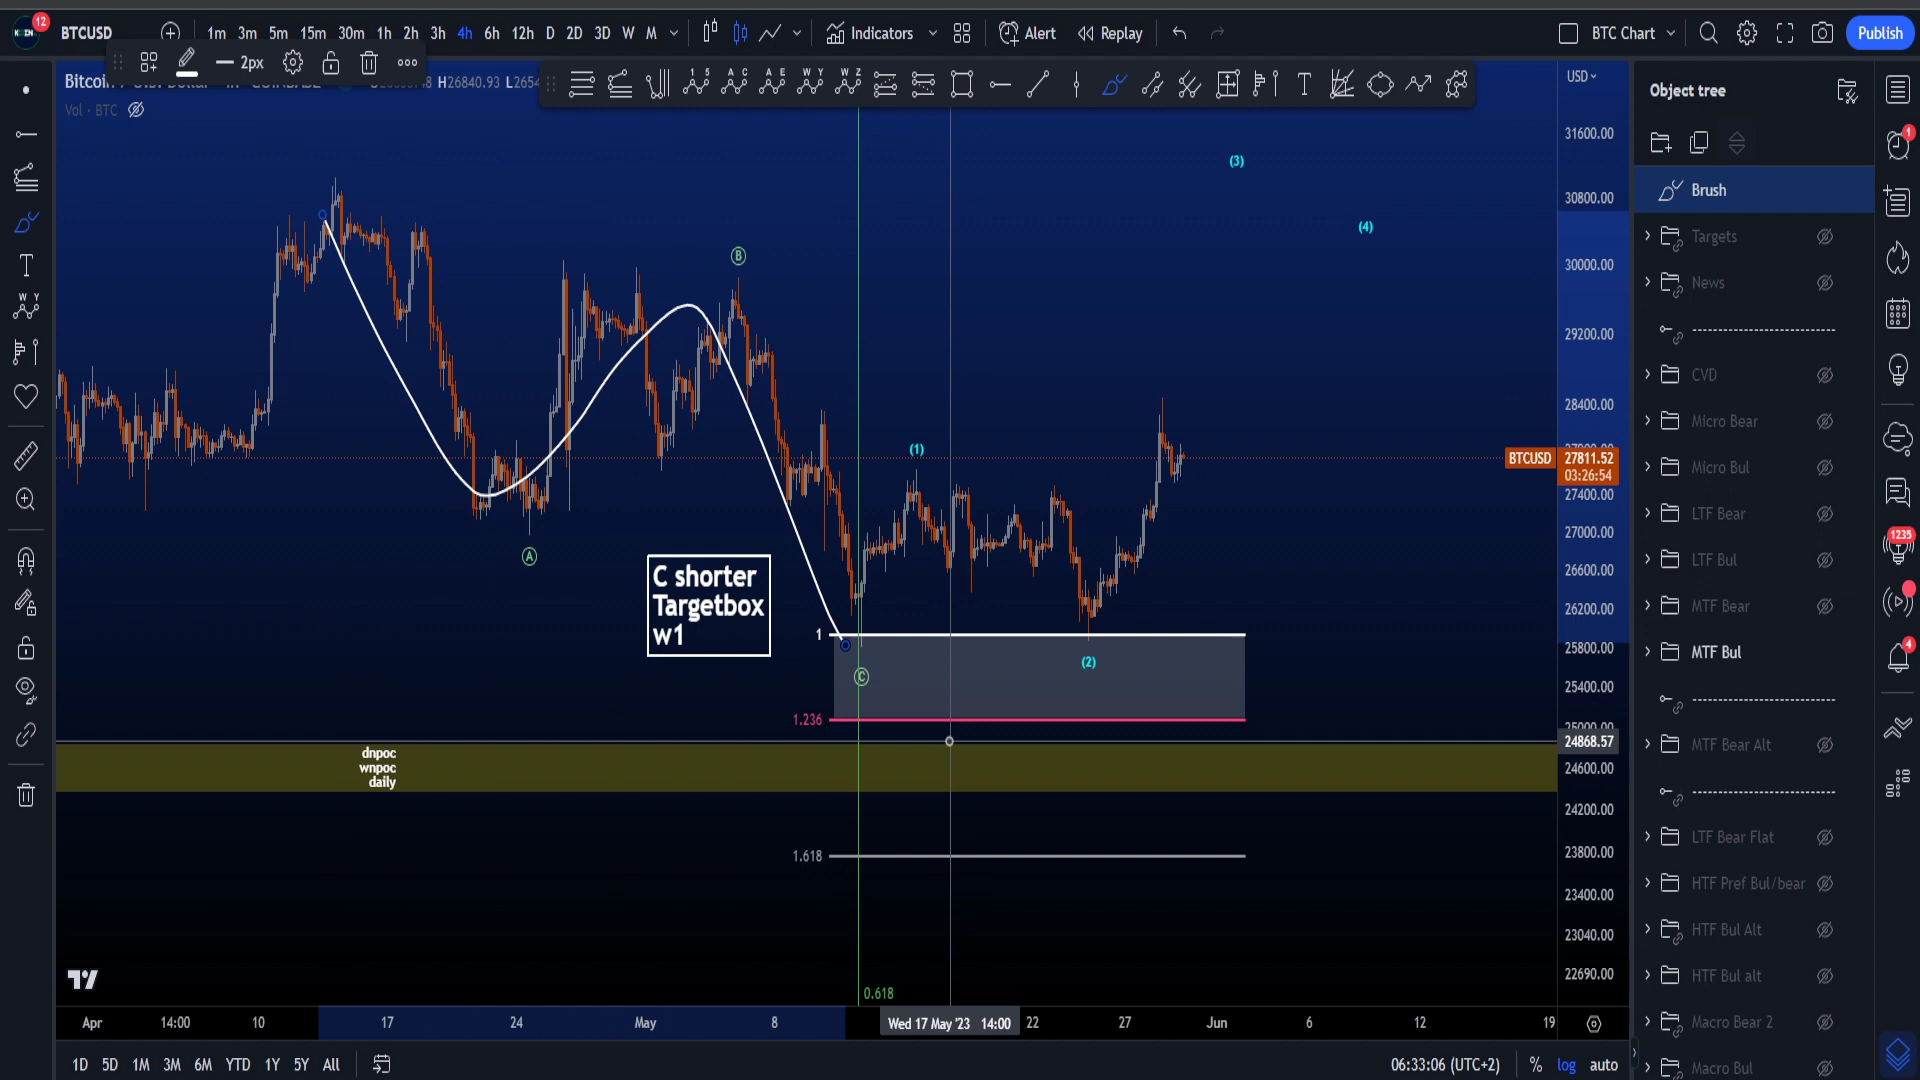 12
BTCUSD
1m 3m 5m 15m 30m 1h 2h 3h 4h 6h 12h D 2D 3D W M
Indicators
Alert
Replay
BTC Chart
Publish
2px
H26840.93
Vol · BTC
USD
31600.00
30800.00
30000.00
29200.00
28400.00
BTCUSD
27811.52
03:26:54
27400.00
27000.00
26600.00
26200.00
25800.00
25400.00
25000.00
24868.57
24600.00
24200.00
23800.00
23400.00
23040.00
22690.00
(3)
(4)
B
(1)
A
C shorter
Targetbox
w1
1
(2)
C
1.236
dnpoc
wnpoc
daily
1.618
0.618
Apr 14:00 10 17 24 May 8 Wed 17 May '23 14:00 22 27 Jun 6 12 19
1D 5D 1M 3M 6M YTD 1Y 5Y All
06:33:06 (UTC+2)
% log auto
Object tree
Brush
Targets
News
CVD
Micro Bear
Micro Bul
LTF Bear
LTF Bul
MTF Bear
MTF Bul
MTF Bear Alt
LTF Bear Flat
HTF Pref Bul/bear
HTF Bul Alt
HTF Bul alt
Macro Bear 2
Macro Bul
1
1235
4